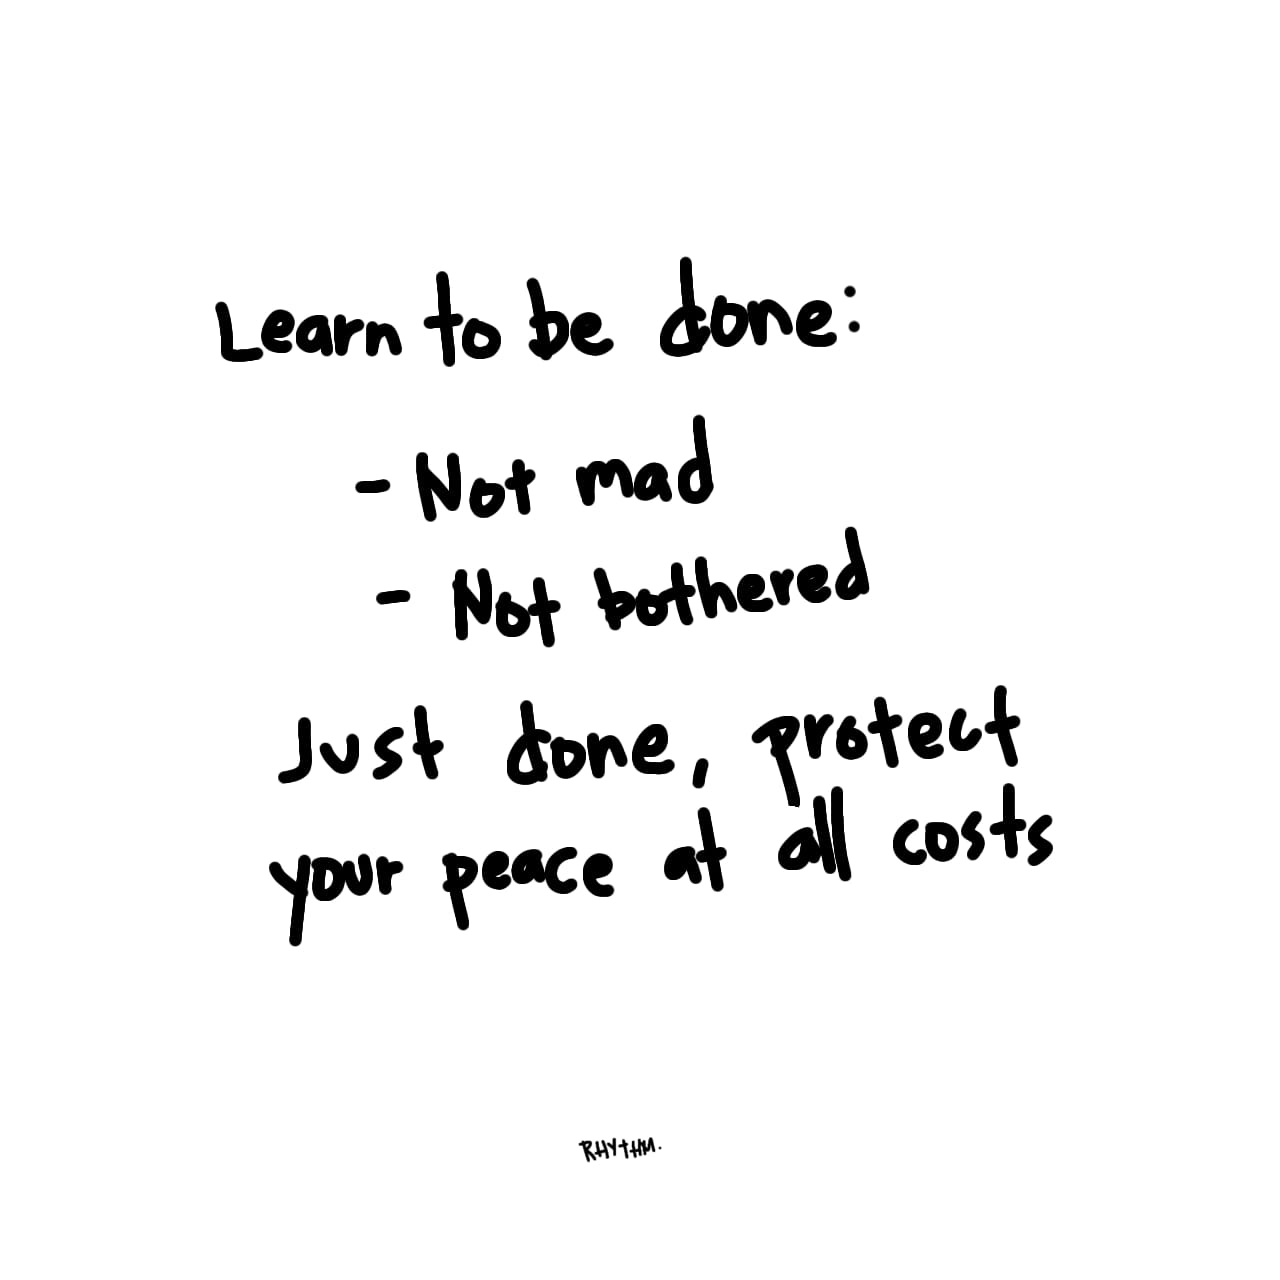 Learn to be done:
- Not mad
- Not bothered
Just done, protect
your peace at all costs
RHYTHM.